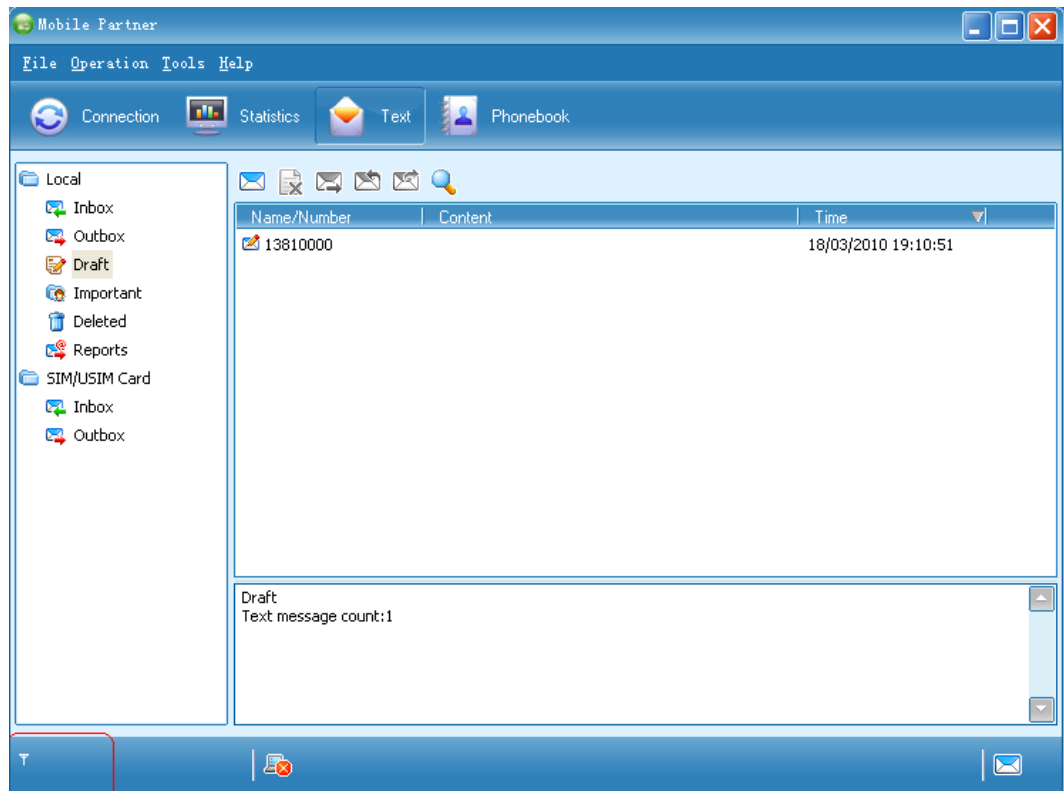 Mobile Partner
File Operation Tools Help
Connection Statistics Text Phonebook
Local
Inbox
Outbox
Draft
Important
Deleted
Reports
SIM/USIM Card
Inbox
Outbox
Name/Number Content Time
13810000 18/03/2010 19:10:51
Draft
Text message count:1